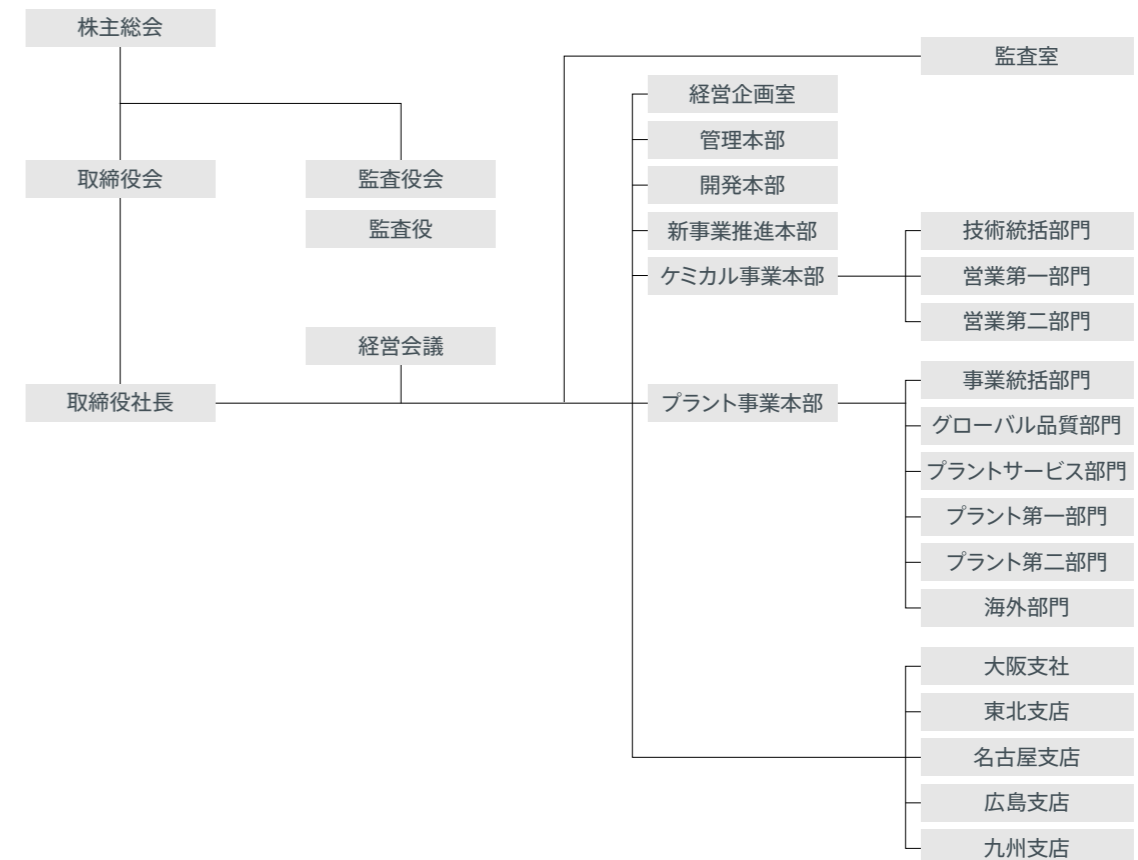 株主総会
取締役会
監査役会
監査役
経営会議
取締役社長
監査室
経営企画室
管理本部
開発本部
新事業推進本部
ケミカル事業本部
技術統括部門
営業第一部門
営業第二部門
プラント事業本部
事業統括部門
グローバル品質部門
プラントサービス部門
プラント第一部門
プラント第二部門
海外部門
大阪支社
東北支店
名古屋支店
広島支店
九州支店